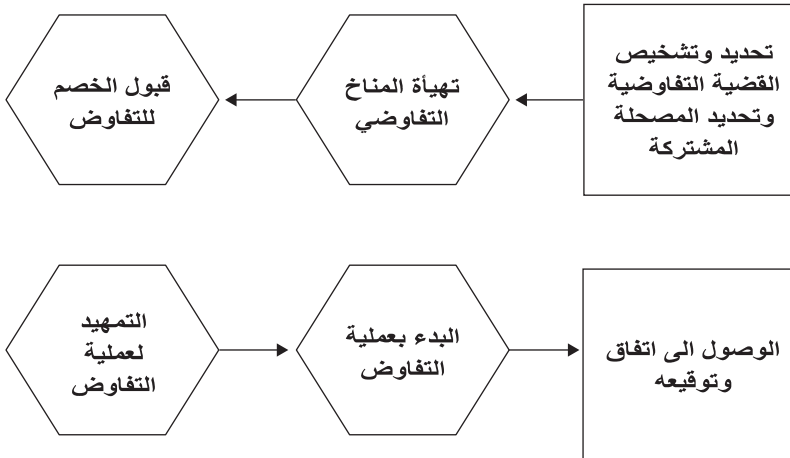 تحديد وتشخيص
القضية التفاوضية
وتحديد المصحلة
المشتركة
تهيأة المناخ
التفاوضي
قبول الخصم
للتفاوض
التمهيد
لعملية
التفاوض
البدء بعملية
التفاوض
الوصول الى اتفاق
وتوقيعه